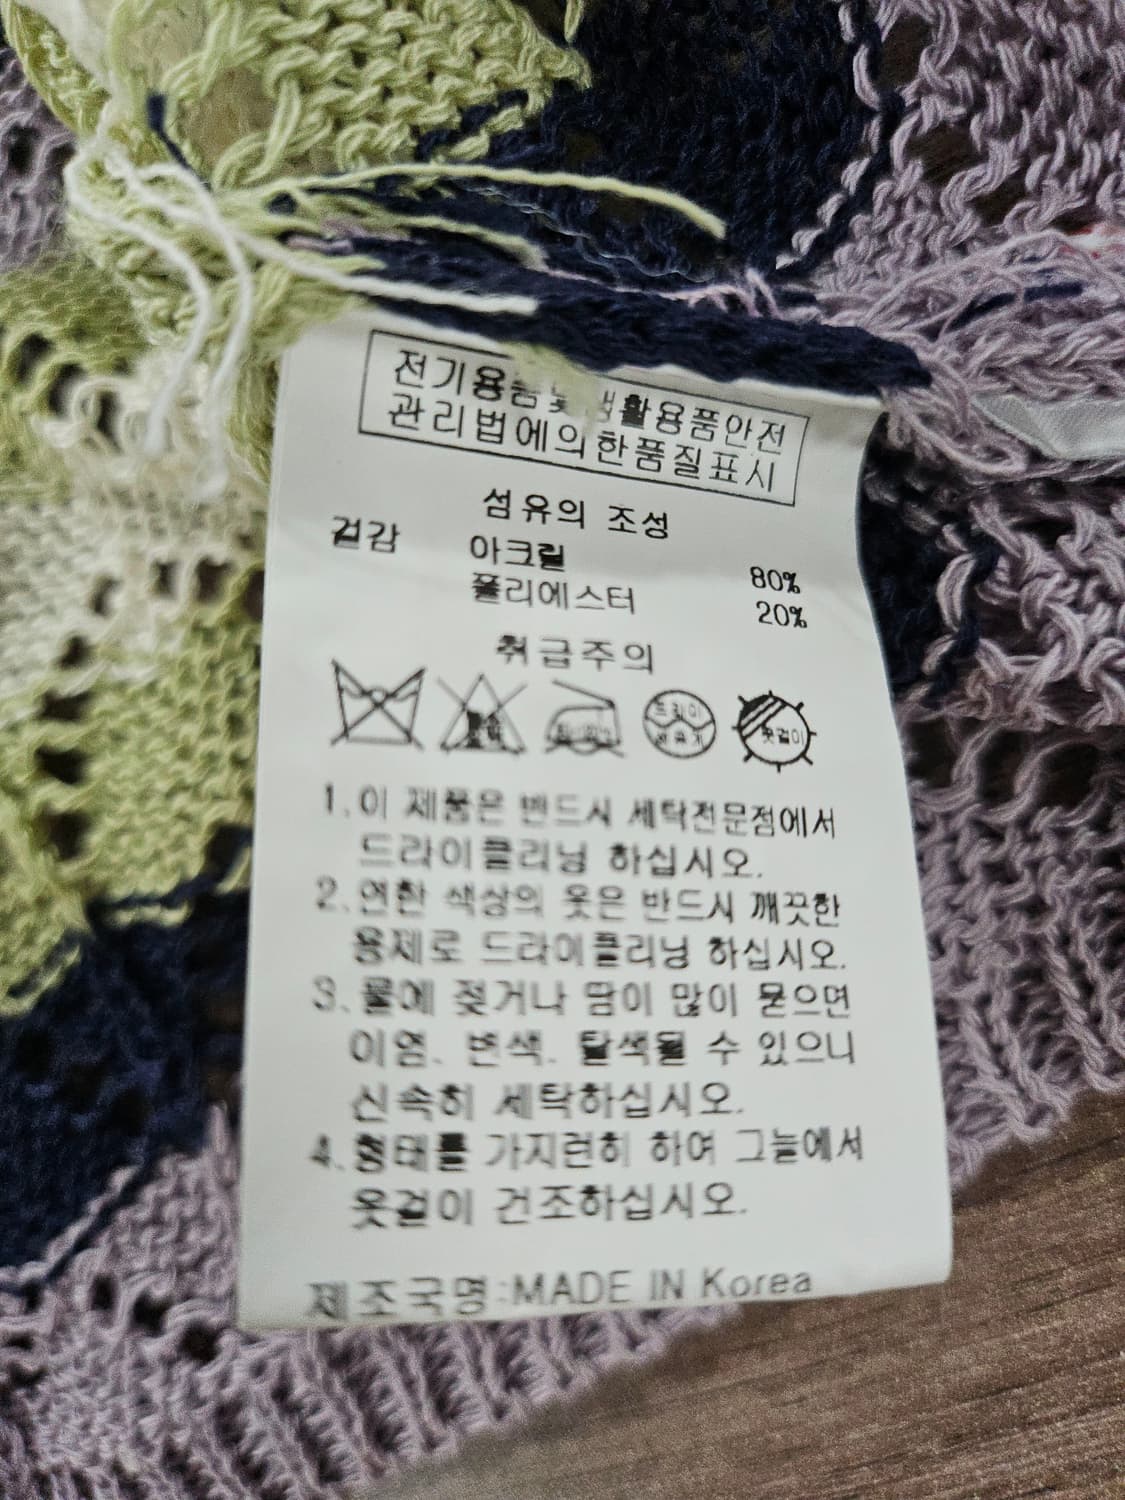 전기용품및생활용품안전
관리법에의한품질표시
섬유의 조성
겉감 아크릴 80%
폴리에스터 20%
취급주의
드라이
옷걸이
1.이 제품은 반드시 세탁전문점에서
드라이클리닝 하십시오.
2.연한 색상의 옷은 반드시 깨끗한
용제로 드라이클리닝 하십시오.
3.물에 젖거나 땀이 많이 묻으면
이염. 변색. 탈색될 수 있으니
신속히 세탁하십시오.
4.형태를 가지런히 하여 그늘에서
옷걸이 건조하십시오.
제조국명:MADE IN Korea